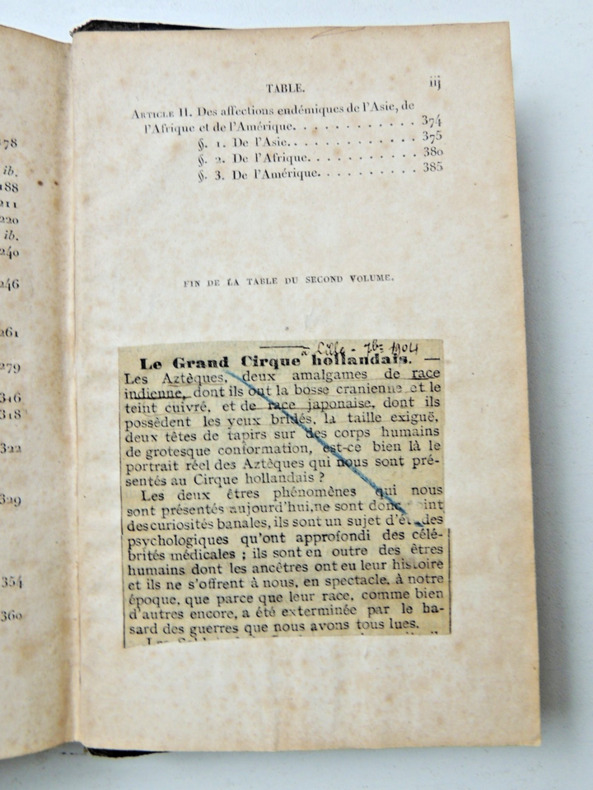 178
ib.
188
211
220
ib.
240
246
261
279
316
318
322
329
354
360
TABLE. iij
ARTICLE II. Des affections endémiques de l'Asie, de
l'Afrique et de l'Amérique. . . . . . . . . . . . . 374
§. 1. De l'Asie. . . . . . . . . . . . . 375
§. 2. De l'Afrique. . . . . . . . . . . . 380
§. 3. De l'Amérique. . . . . . . . . . . 385
FIN DE LA TABLE DU SECOND VOLUME.
à Lille - 7bre 1904
Le Grand Cirque hollandais. —
Les Aztèques, deux amalgames de race
indienne, dont ils ont la bosse cranienne et le
teint cuivré, et de race japonaise, dont ils
possèdent les yeux bridés, la taille exiguë,
deux têtes de tapirs sur des corps humains
de grotesque conformation, est-ce bien là le
portrait réel des Aztèques qui nous sont pré-
sentés au Cirque hollandais ?
Les deux êtres phénomènes qui nous
sont présentés aujourd'hui, ne sont donc point
des curiosités banales, ils sont un sujet d'études
psychologiques qu'ont approfondi des célé-
brités médicales ; ils sont en outre des êtres
humains dont les ancêtres ont eu leur histoire
et ils ne s'offrent à nous, en spectacle, à notre
époque, que parce que leur race, comme bien
d'autres encore, a été exterminée par le ha-
sard des guerres que nous avons tous lues.